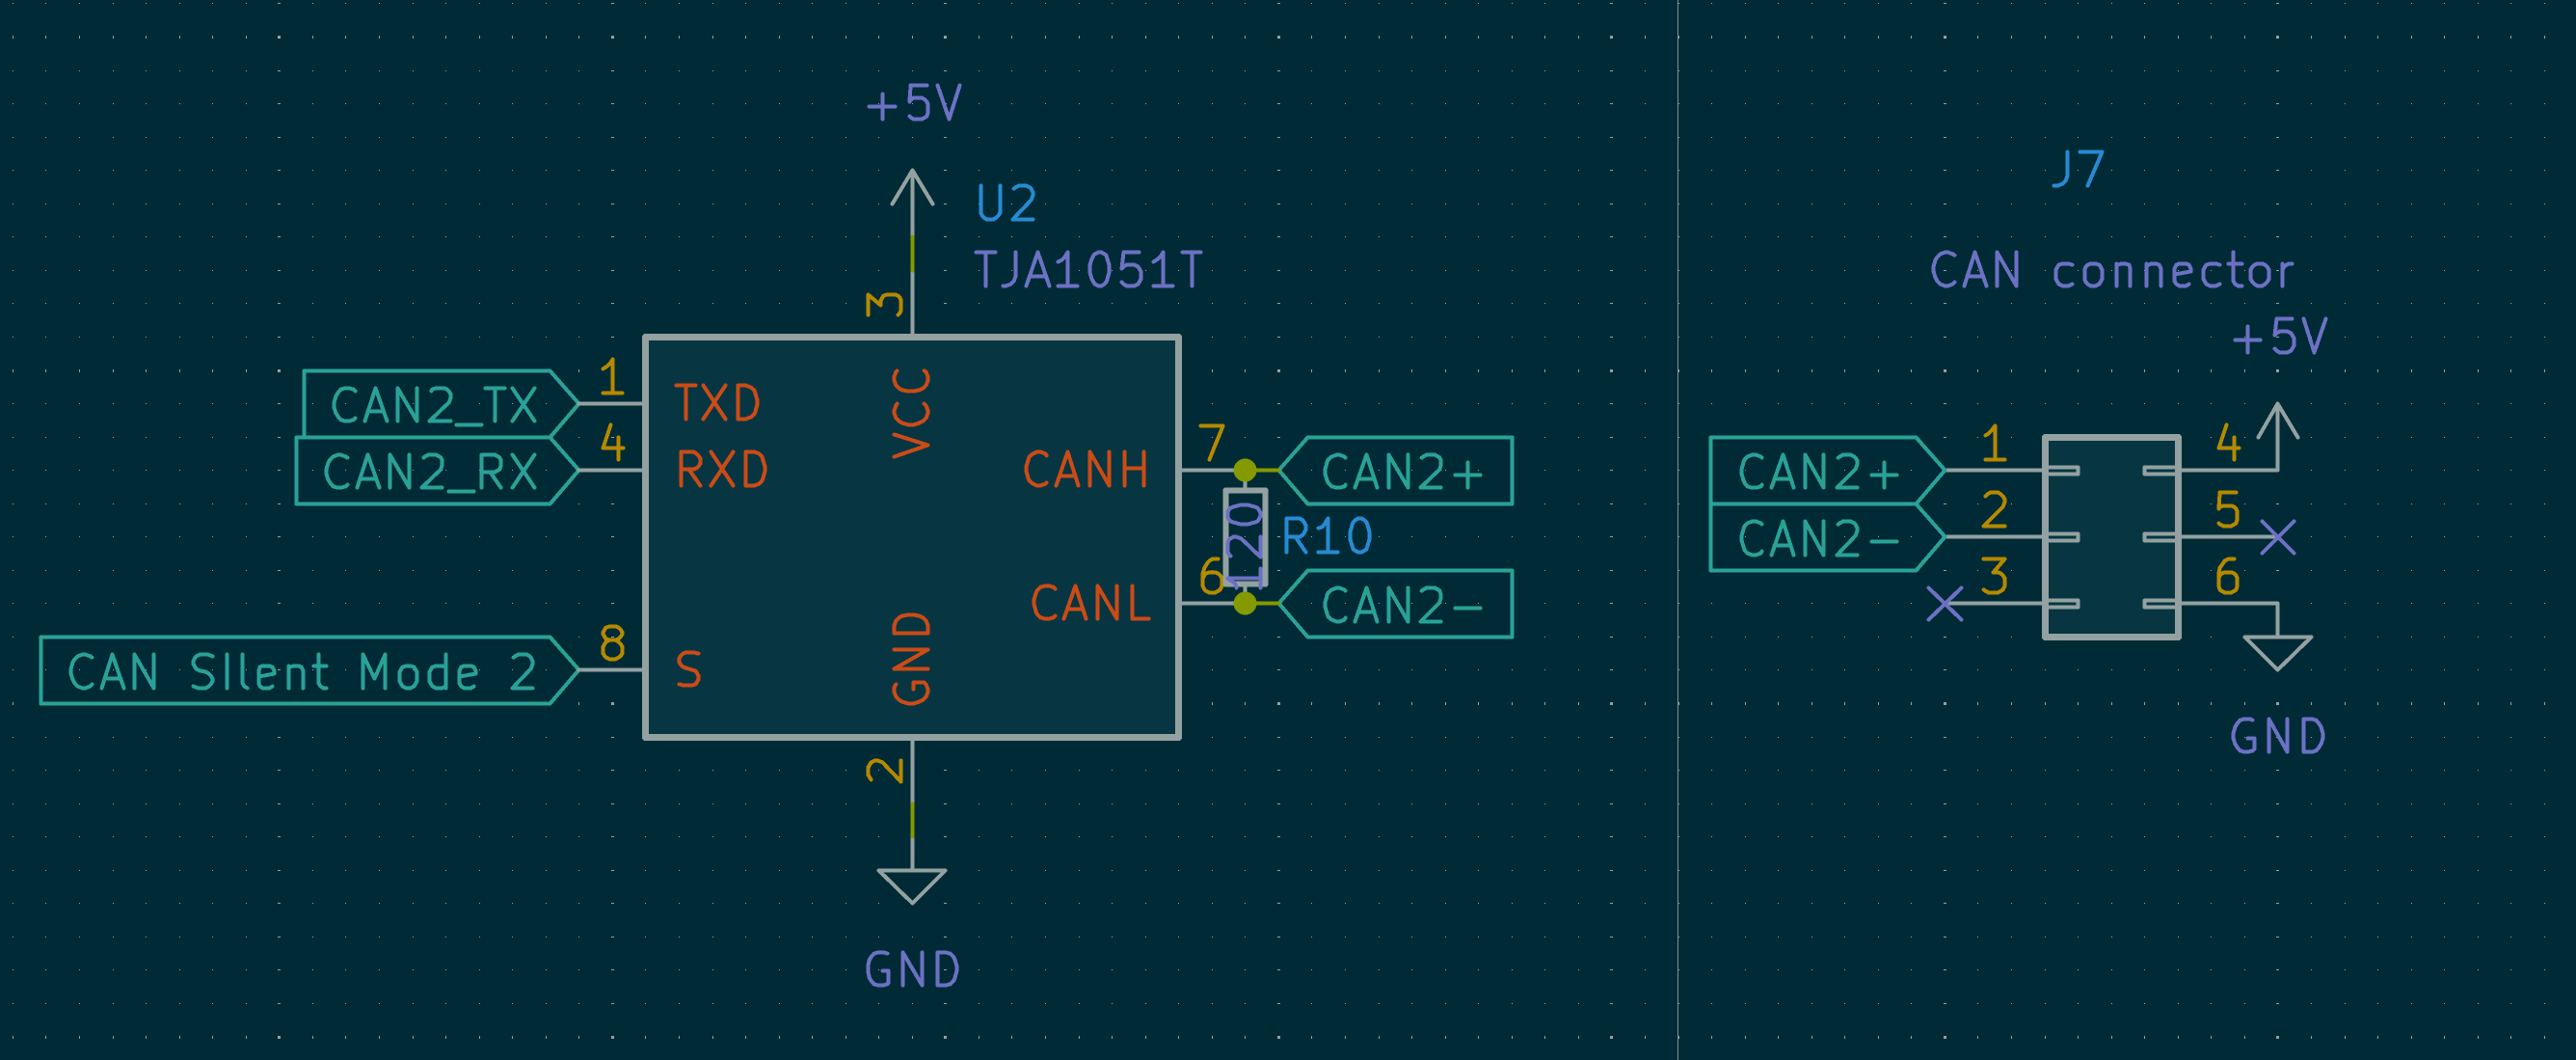 +5V
U2
TJA1051T
3
CAN2_TX
1
TXD
VCC
CAN2_RX
4
RXD
CANH
7
CAN2+
120
R10
CANL
6
CAN2-
CAN SIlent Mode 2
8
S
GND
2
GND
J7
CAN connector
+5V
CAN2+
1
4
CAN2-
2
5
3
6
GND